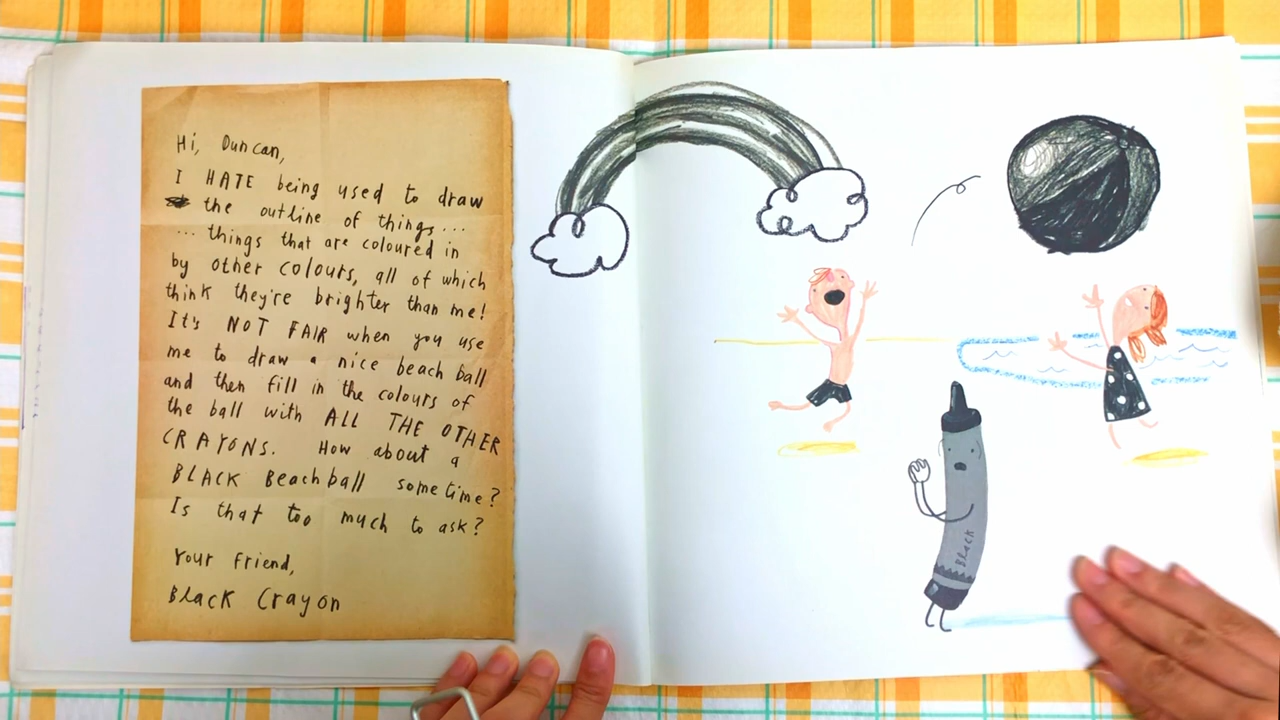 Hi, Duncan,
I HATE being used to draw
the outline of things...
... things that are coloured in
by other colours, all of which
think they're brighter than me!
It's NOT FAIR when you use
me to draw a nice beach ball
and then fill in the colours of
the ball with ALL THE OTHER
CRAYONS. How about a
BLACK Beachball sometime?
Is that too much to ask?
Your friend,
Black Crayon
Black